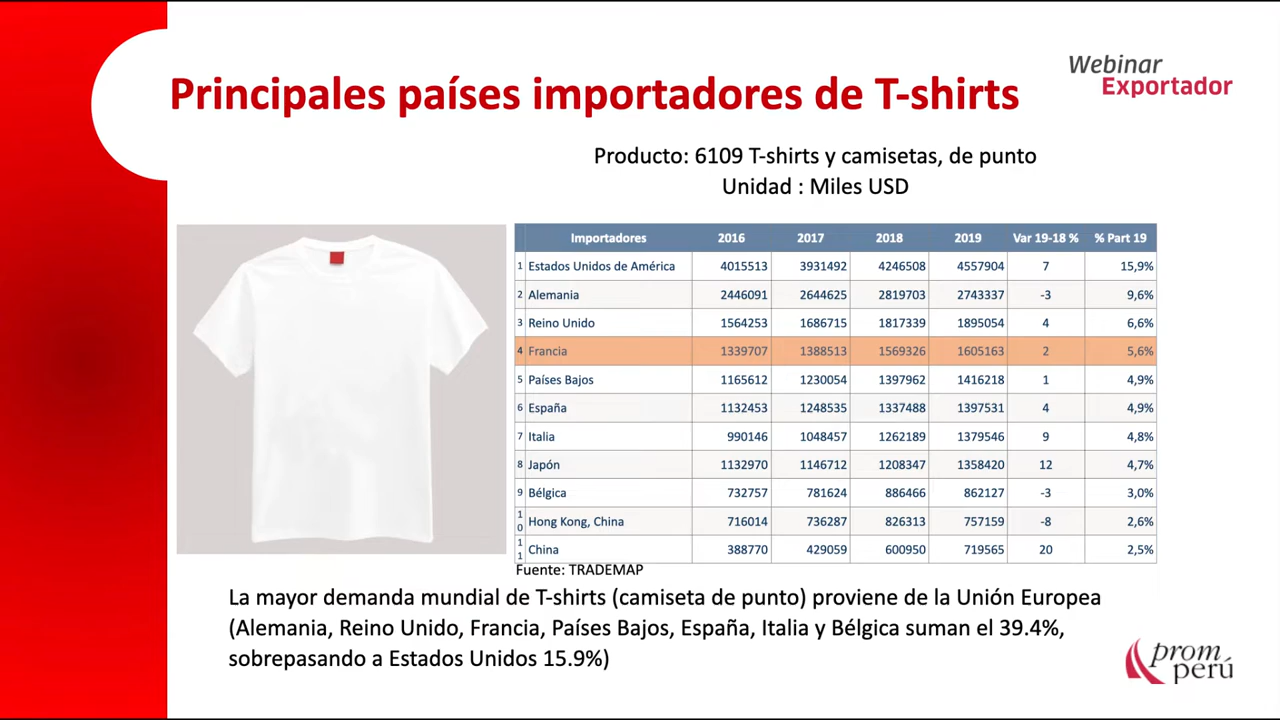 Principales países importadores de T-shirts
Webinar
Exportador
Producto: 6109 T-shirts y camisetas, de punto
Unidad : Miles USD
Importadores 2016 2017 2018 2019 Var 19-18 % % Part 19
1 Estados Unidos de América 4015513 3931492 4246508 4557904 7 15,9%
2 Alemania 2446091 2644625 2819703 2743337 -3 9,6%
3 Reino Unido 1564253 1686715 1817339 1895054 4 6,6%
4 Francia 1339707 1388513 1569326 1605163 2 5,6%
5 Países Bajos 1165612 1230054 1397962 1416218 1 4,9%
6 España 1132453 1248535 1337488 1397531 4 4,9%
7 Italia 990146 1048457 1262189 1379546 9 4,8%
8 Japón 1132970 1146712 1208347 1358420 12 4,7%
9 Bélgica 732757 781624 886466 862127 -3 3,0%
10 Hong Kong, China 716014 736287 826313 757159 -8 2,6%
11 China 388770 429059 600950 719565 20 2,5%
Fuente: TRADEMAP
La mayor demanda mundial de T-shirts (camiseta de punto) proviene de la Unión Europea
(Alemania, Reino Unido, Francia, Países Bajos, España, Italia y Bélgica suman el 39.4%,
sobrepasando a Estados Unidos 15.9%)
prom
perú